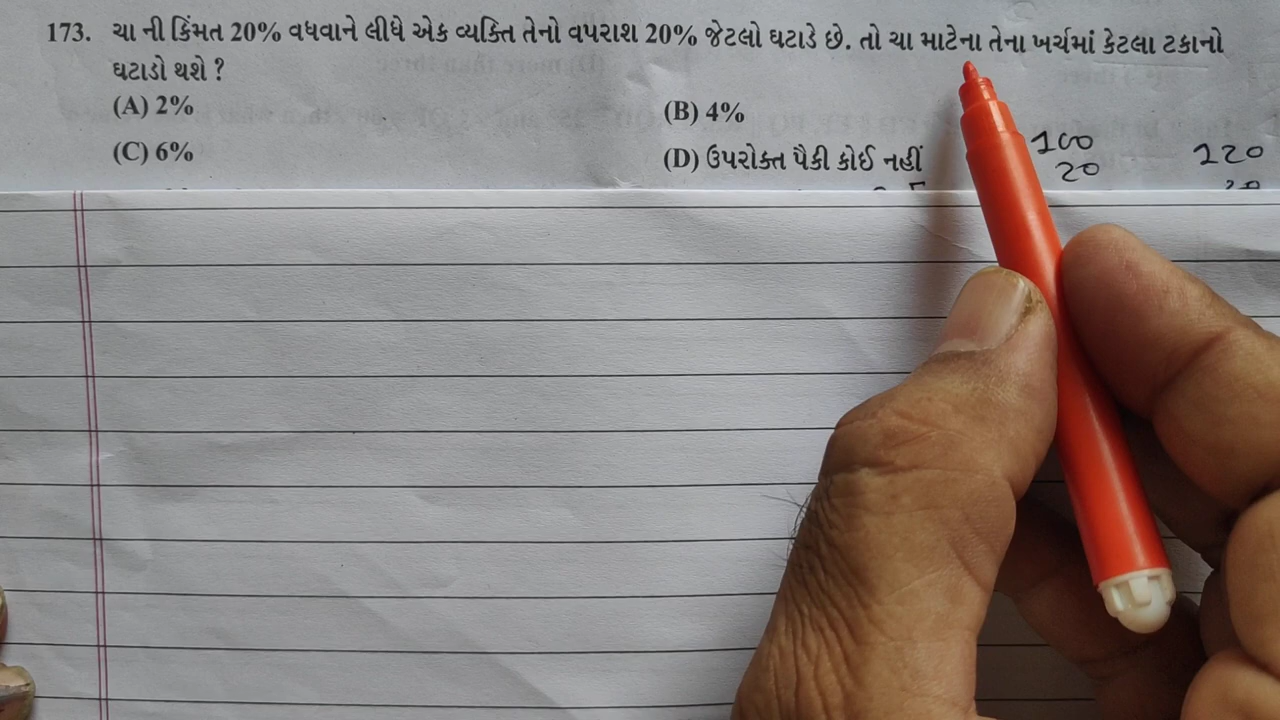 173. ચા ની કિંમત 20% વધવાને લીધે એક વ્યક્તિ તેનો વપરાશ 20% જેટલો ઘટાડે છે. તો ચા માટેના તેના ખર્ચમાં કેટલા ટકાનો
ઘટાડો થશે ?
(A) 2% (B) 4%
(C) 6% (D) ઉપરોક્ત પૈકી કોઈ નહીં
100 120
20